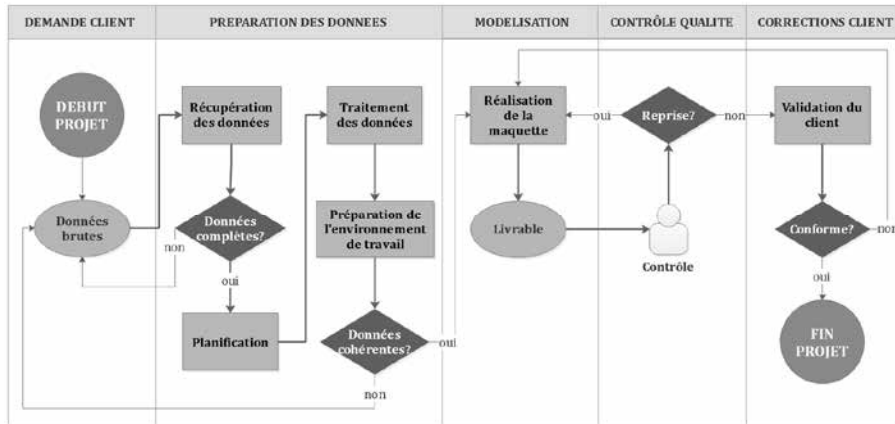 DEMANDE CLIENT
PREPARATION DES DONNEES
MODELISATION
CONTRÔLE QUALITE
CORRECTIONS CLIENT
DEBUT
PROJET
Données
brutes
Récupération
des données
Données
complètes?
non
oui
Planification
Traitement
des données
Préparation de
l'environnement
de travail
Données
cohérentes?
oui
non
Réalisation
de la
maquette
Livrable
oui
Reprise?
non
Contrôle
Validation du
client
Conforme?
non
oui
FIN
PROJET